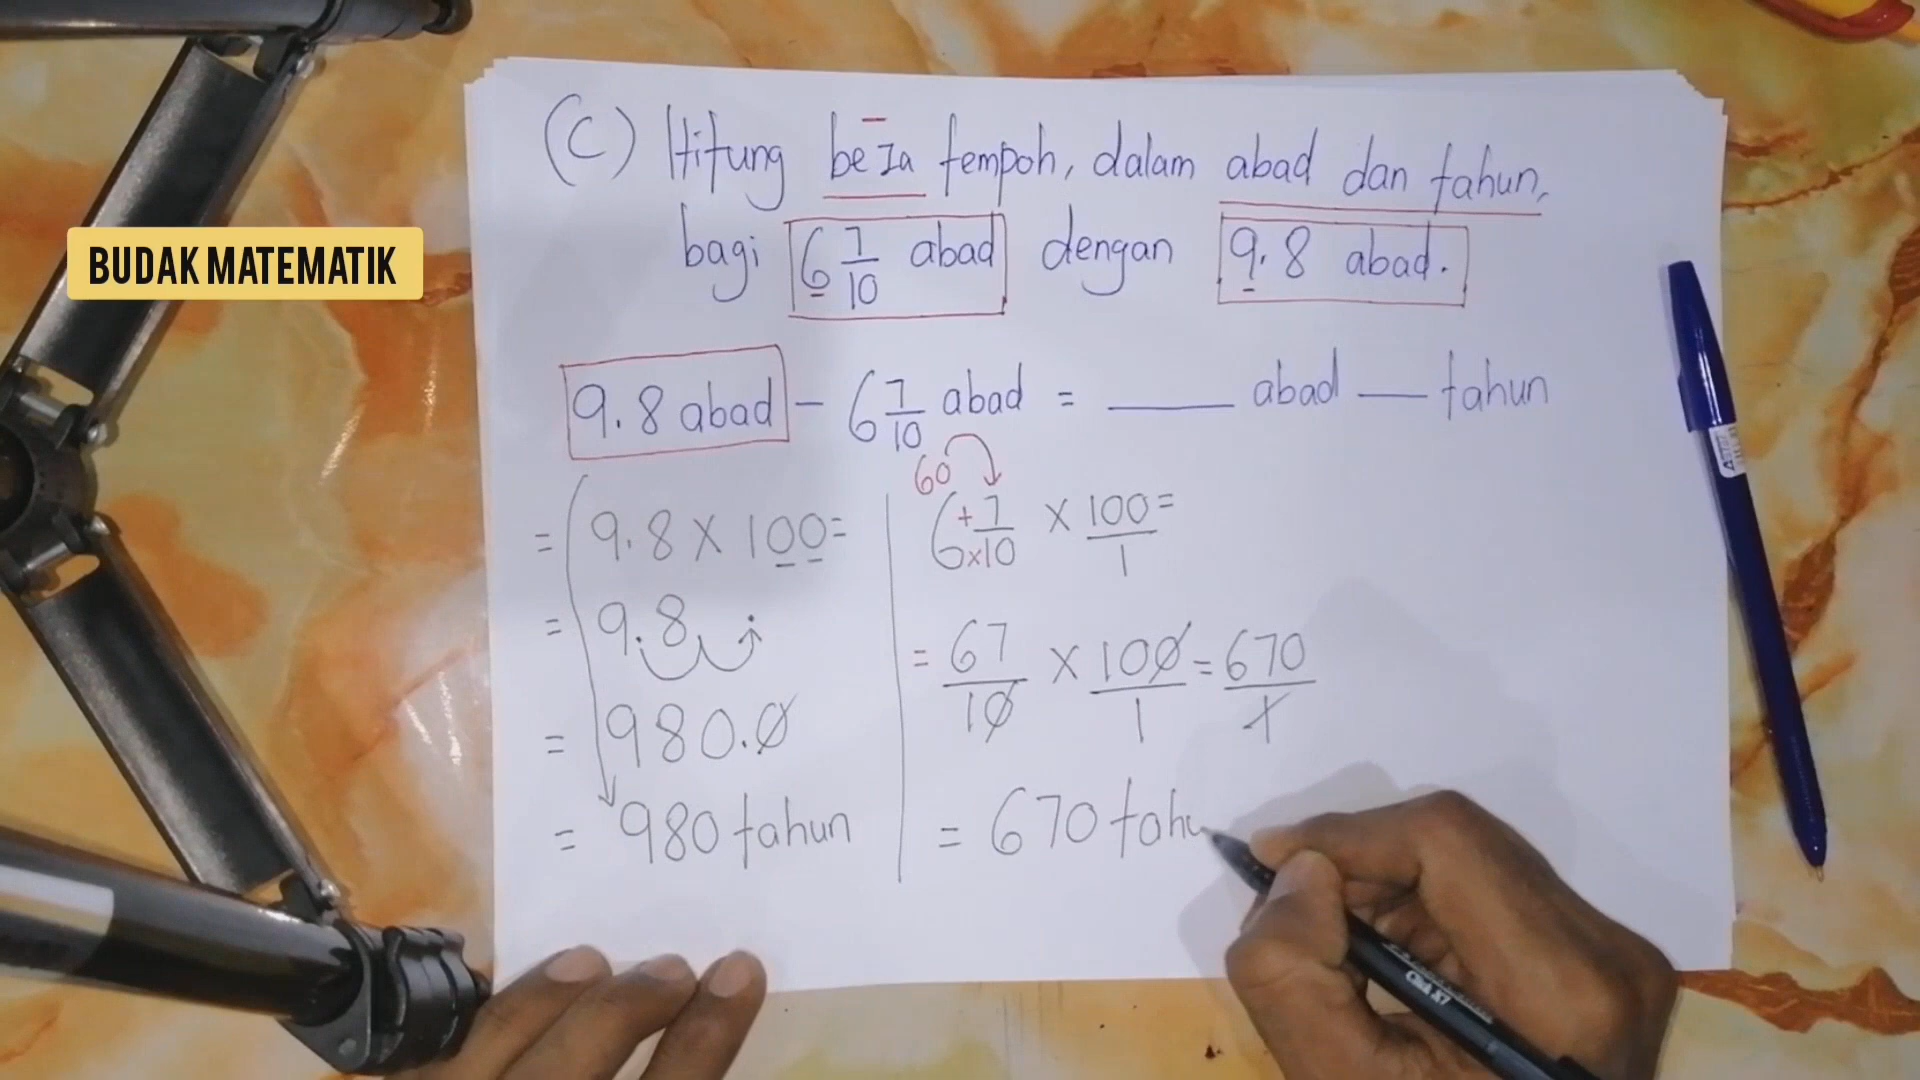 BUDAK MATEMATIK
(C) Hitung beza tempoh, dalam abad dan tahun,
bagi 6 7/10 abad dengan 9.8 abad.
9.8 abad − 6 7/10 abad = ____ abad ___ tahun
60
= 9.8 × 100 =
6 + 7/×10 × 100/1 =
= 9.8
= 67/10 × 100/1 = 670/1
= 980.0
= 980 tahun
= 670 tahu